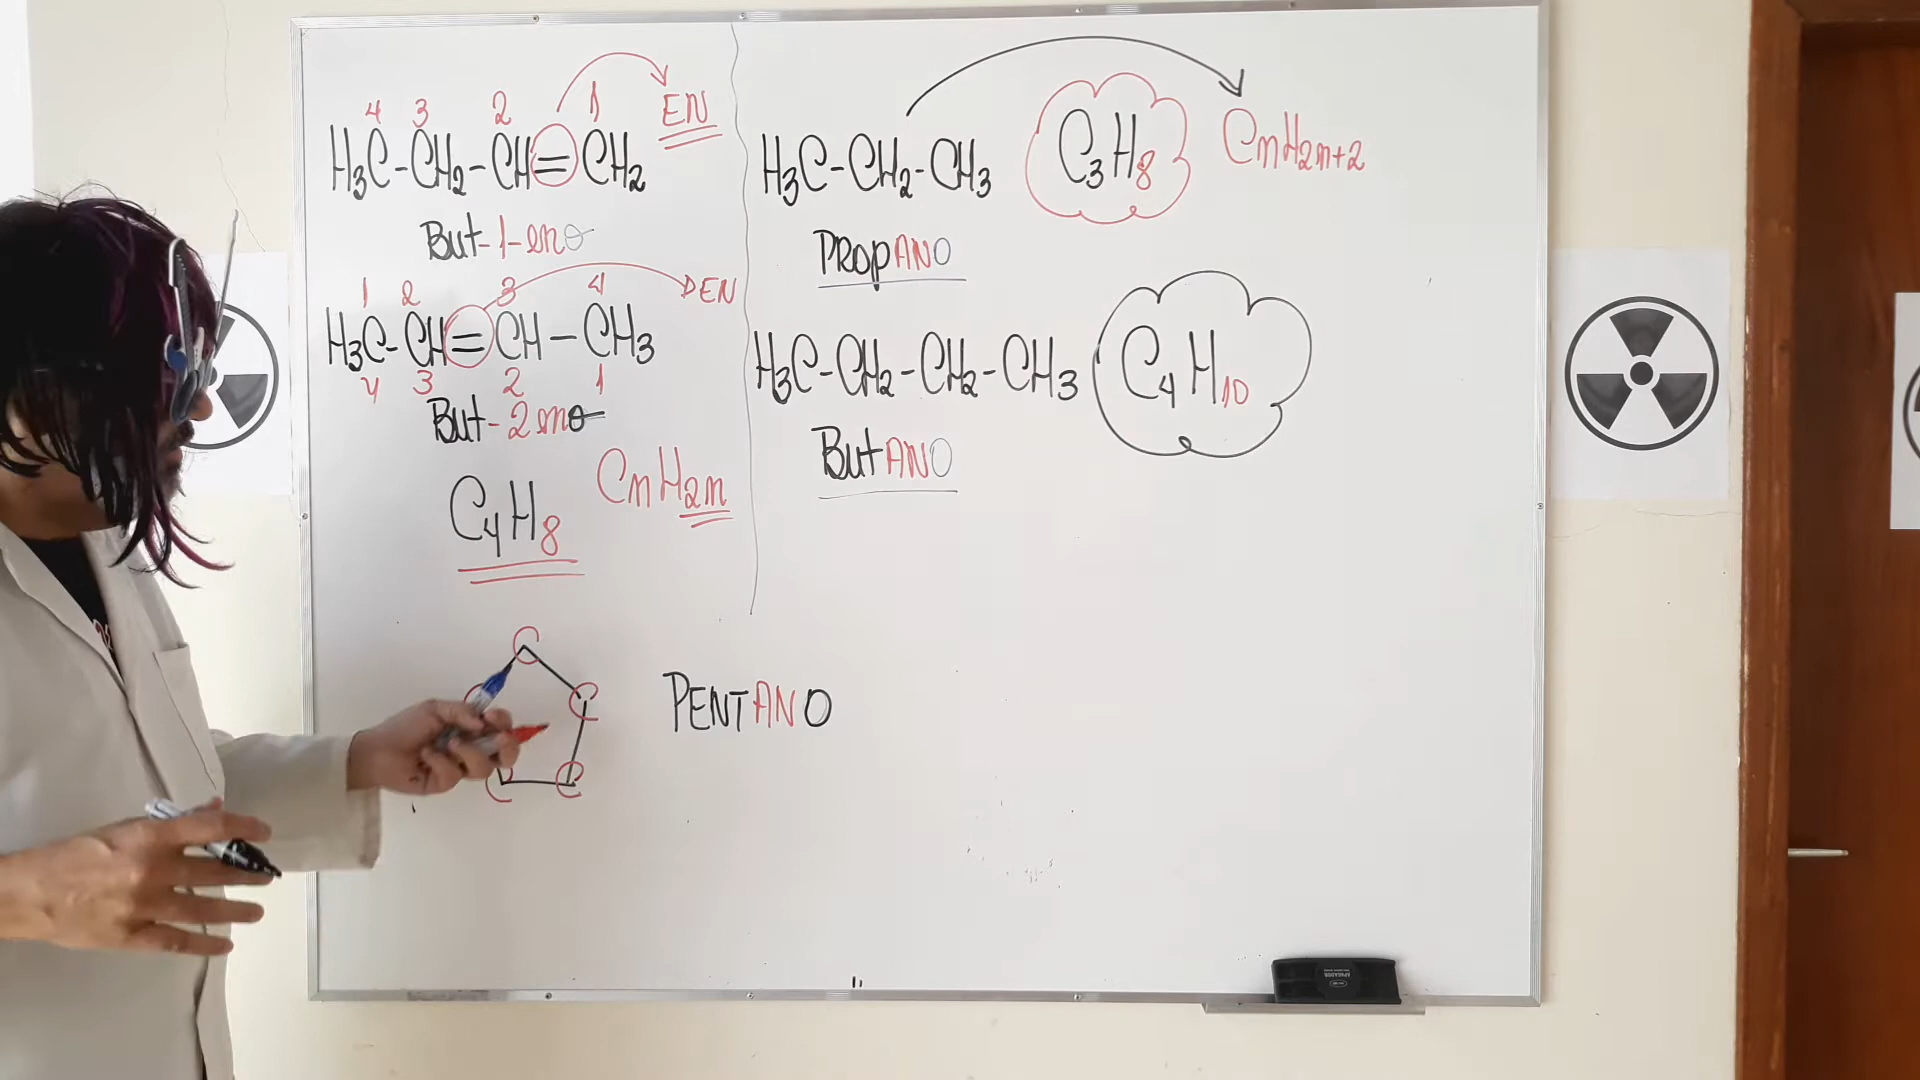 4 3 2 1
H3C-CH2-CH=CH2 EN
But-1-eno
1 2 3 4
H3C-CH=CH-CH3 EN
4 3 2 1
But-2 eno
C4H8 CnH2n
H3C-CH2-CH3 C3H8 CnH2n+2
PropANO
H3C-CH2-CH2-CH3 C4H10
ButANO
C
C C
C C
PENTANO
APAGADOR